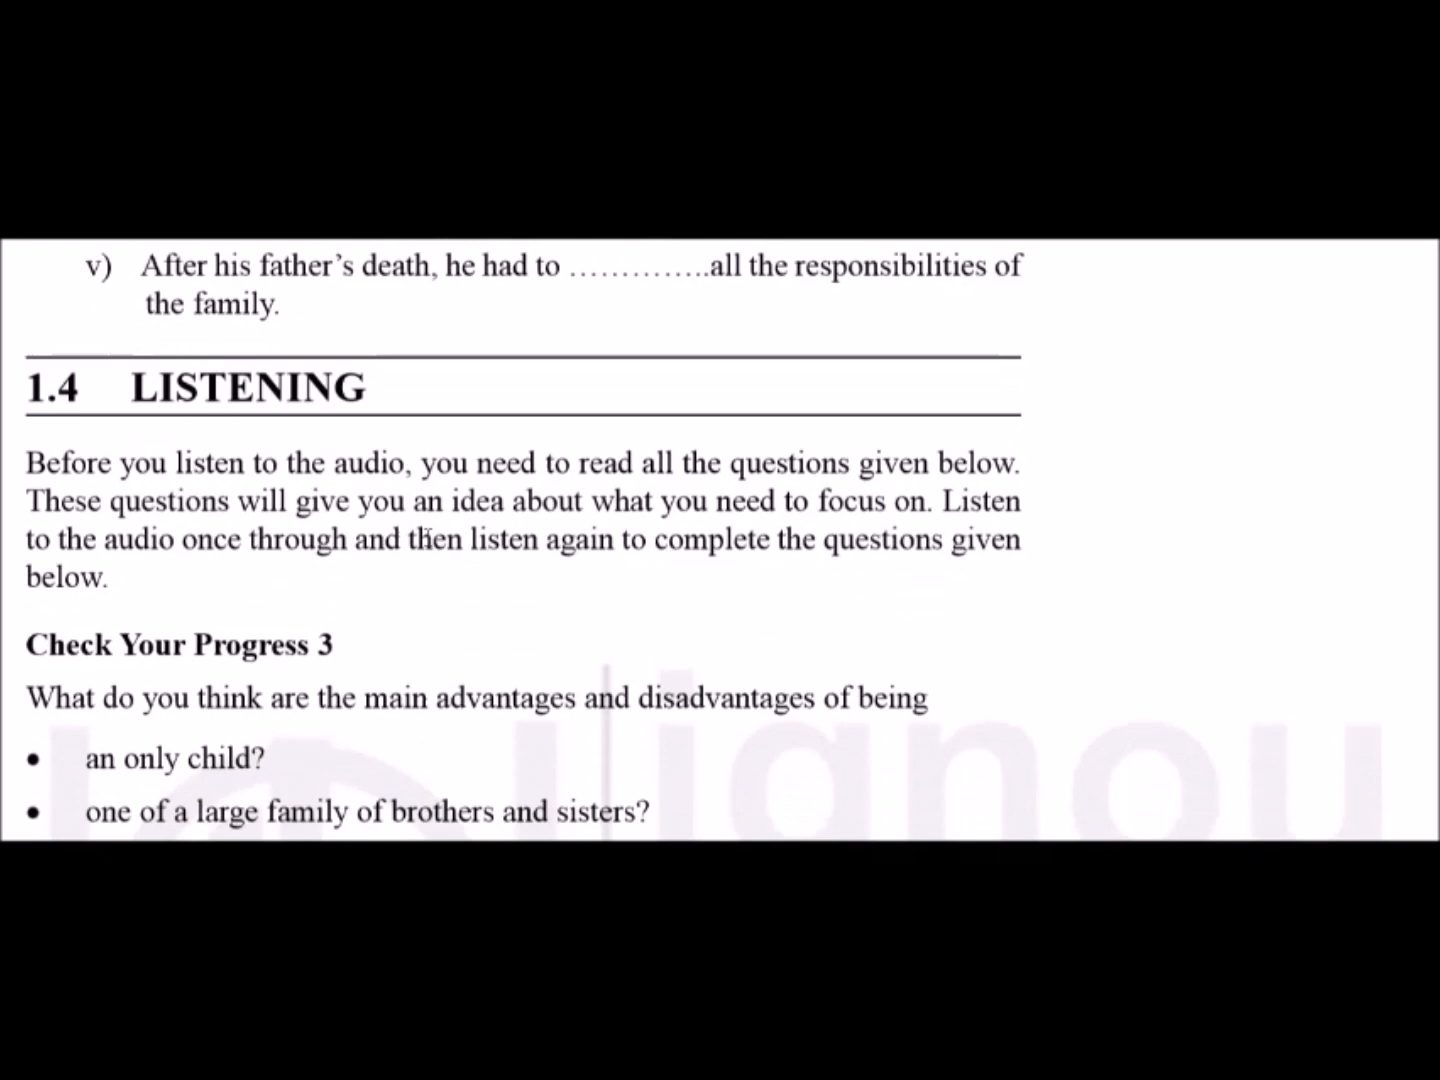 v) After his father’s death, he had to ..............all the responsibilities of
the family.
1.4 LISTENING
Before you listen to the audio, you need to read all the questions given below.
These questions will give you an idea about what you need to focus on. Listen
to the audio once through and then listen again to complete the questions given
below.
Check Your Progress 3
What do you think are the main advantages and disadvantages of being
• an only child?
• one of a large family of brothers and sisters?
ignou